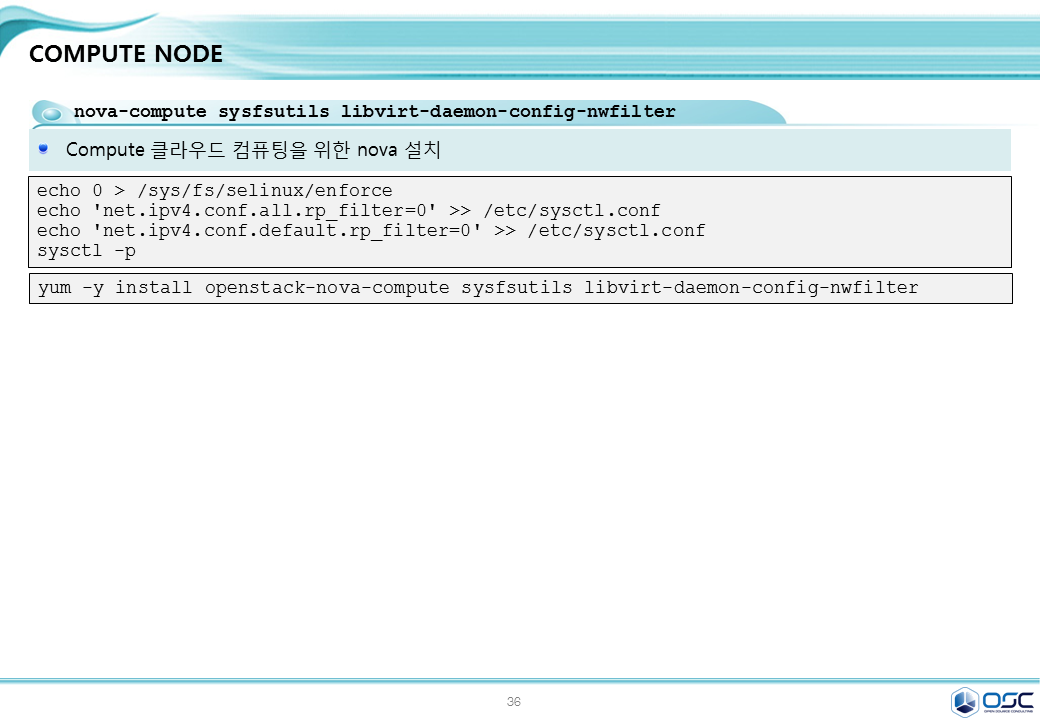 COMPUTE NODE
nova-compute sysfsutils libvirt-daemon-config-nwfilter
Compute 클라우드 컴퓨팅을 위한 nova 설치
echo 0 > /sys/fs/selinux/enforce
echo 'net.ipv4.conf.all.rp_filter=0' >> /etc/sysctl.conf
echo 'net.ipv4.conf.default.rp_filter=0' >> /etc/sysctl.conf
sysctl -p
yum -y install openstack-nova-compute sysfsutils libvirt-daemon-config-nwfilter
36
OSC
OPEN SOURCE CONSULTING